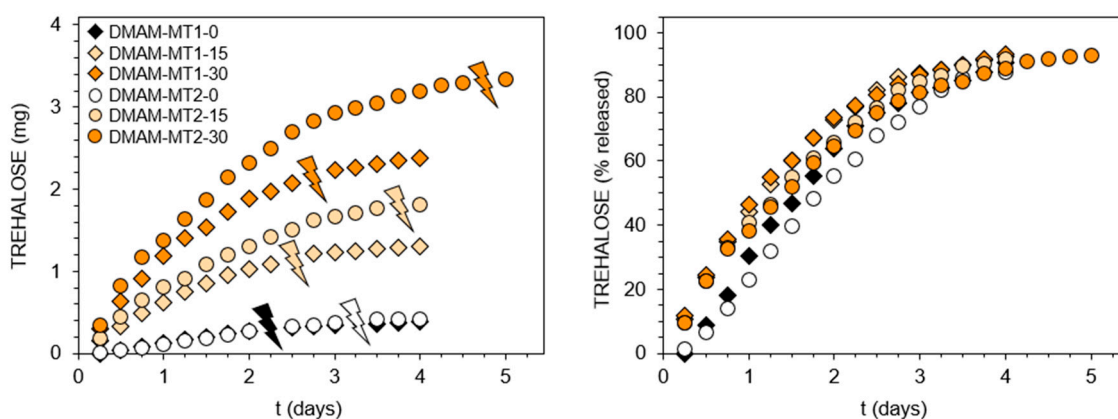 TREHALOSE (mg)
4
3
2
1
0
DMAM-MT1-0
DMAM-MT1-15
DMAM-MT1-30
DMAM-MT2-0
DMAM-MT2-15
DMAM-MT2-30
0 1 2 3 4 5
t (days)
TREHALOSE (% released)
100
80
60
40
20
0
0 1 2 3 4 5
t (days)